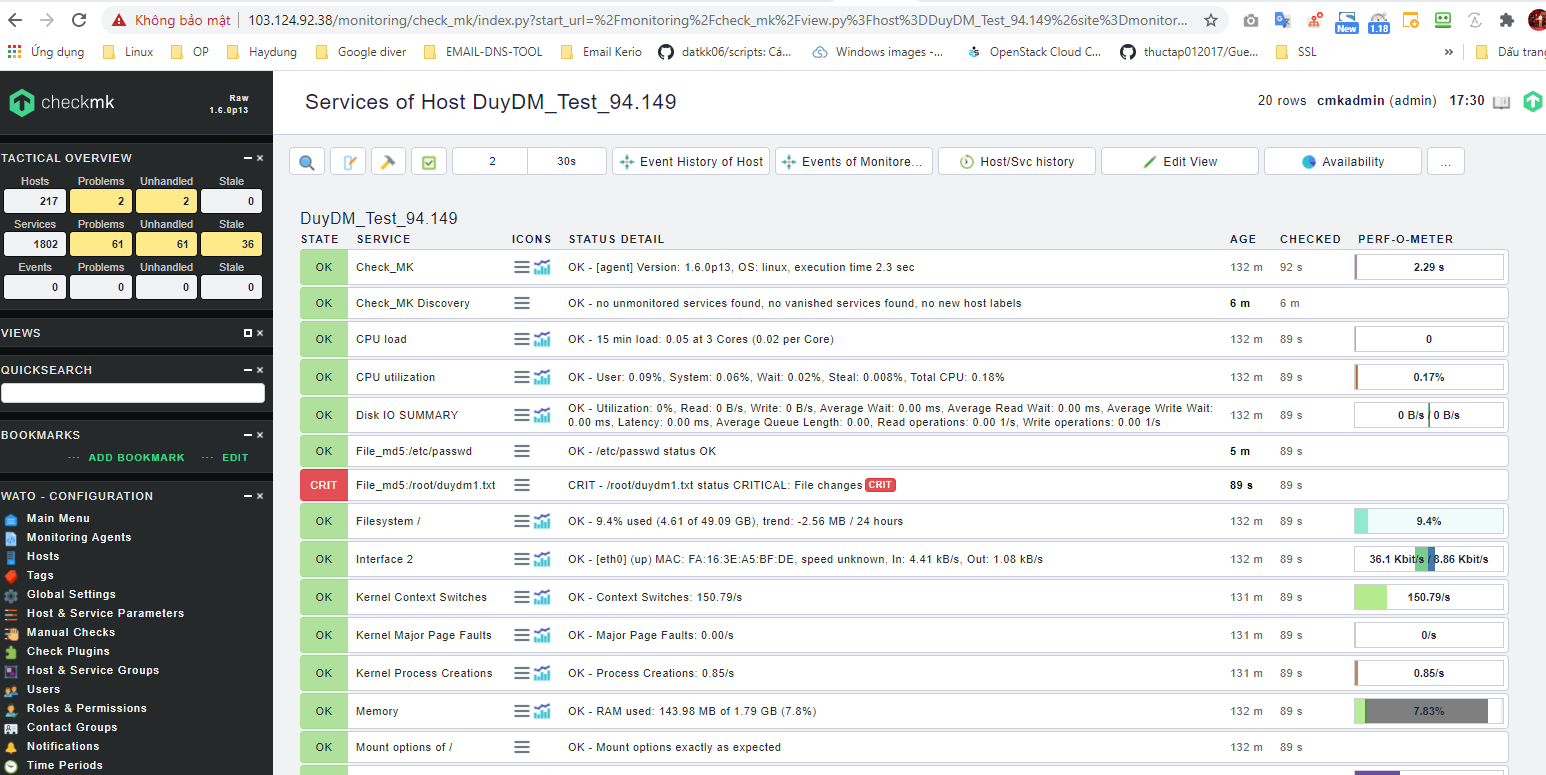 Không bảo mật 103.124.92.38/monitoring/check_mk/index.py?start_url=%2Fmonitoring%2Fcheck_mk%2Fview.py%3Fhost%3DDuyDM_Test_94.149%26site%3Dmonitor...
New 1.18
Ứng dụng Linux OP Haydung Google diver EMAIL-DNS-TOOL Email Kerio datkk06/scripts: Cá... Windows images -... OpenStack Cloud C... thuctap012017/Gue... SSL » Dấu trang
checkmk
Raw
1.6.0p13
Services of Host DuyDM_Test_94.149
20 rows cmkadmin (admin) 17:30
TACTICAL OVERVIEW
Hosts Problems Unhandled Stale
217 2 2 0
Services Problems Unhandled Stale
1802 61 61 36
Events Problems Unhandled Stale
0 0 0 0
VIEWS
QUICKSEARCH
BOOKMARKS
··· ADD BOOKMARK ··· EDIT
WATO - CONFIGURATION
Main Menu
Monitoring Agents
Hosts
Tags
Global Settings
Host & Service Parameters
Manual Checks
Check Plugins
Host & Service Groups
Users
Roles & Permissions
Contact Groups
Notifications
Time Periods
2 30s Event History of Host Events of Monitore... Host/Svc history Edit View Availability ...
DuyDM_Test_94.149
STATE SERVICE ICONS STATUS DETAIL AGE CHECKED PERF-O-METER
OK Check_MK OK - [agent] Version: 1.6.0p13, OS: linux, execution time 2.3 sec 132 m 92 s 2.29 s
OK Check_MK Discovery OK - no unmonitored services found, no vanished services found, no new host labels 6 m 6 m
OK CPU load OK - 15 min load: 0.05 at 3 Cores (0.02 per Core) 132 m 89 s 0
OK CPU utilization OK - User: 0.09%, System: 0.06%, Wait: 0.02%, Steal: 0.008%, Total CPU: 0.18% 132 m 89 s 0.17%
OK Disk IO SUMMARY OK - Utilization: 0%, Read: 0 B/s, Write: 0 B/s, Average Wait: 0.00 ms, Average Read Wait: 0.00 ms, Average Write Wait: 132 m 89 s 0 B/s / 0 B/s
0.00 ms, Latency: 0.00 ms, Average Queue Length: 0.00, Read operations: 0.00 1/s, Write operations: 0.00 1/s
OK File_md5:/etc/passwd OK - /etc/passwd status OK 5 m 89 s
CRIT File_md5:/root/duydm1.txt CRIT - /root/duydm1.txt status CRITICAL: File changes CRIT 89 s 89 s
OK Filesystem / OK - 9.4% used (4.61 of 49.09 GB), trend: -2.56 MB / 24 hours 132 m 89 s 9.4%
OK Interface 2 OK - [eth0] (up) MAC: FA:16:3E:A5:BF:DE, speed unknown, In: 4.41 kB/s, Out: 1.08 kB/s 132 m 89 s 36.1 Kbit/s / 8.86 Kbit/s
OK Kernel Context Switches OK - Context Switches: 150.79/s 131 m 89 s 150.79/s
OK Kernel Major Page Faults OK - Major Page Faults: 0.00/s 131 m 89 s 0/s
OK Kernel Process Creations OK - Process Creations: 0.85/s 131 m 89 s 0.85/s
OK Memory OK - RAM used: 143.98 MB of 1.79 GB (7.8%) 132 m 89 s 7.83%
OK Mount options of / OK - Mount options exactly as expected 132 m 89 s